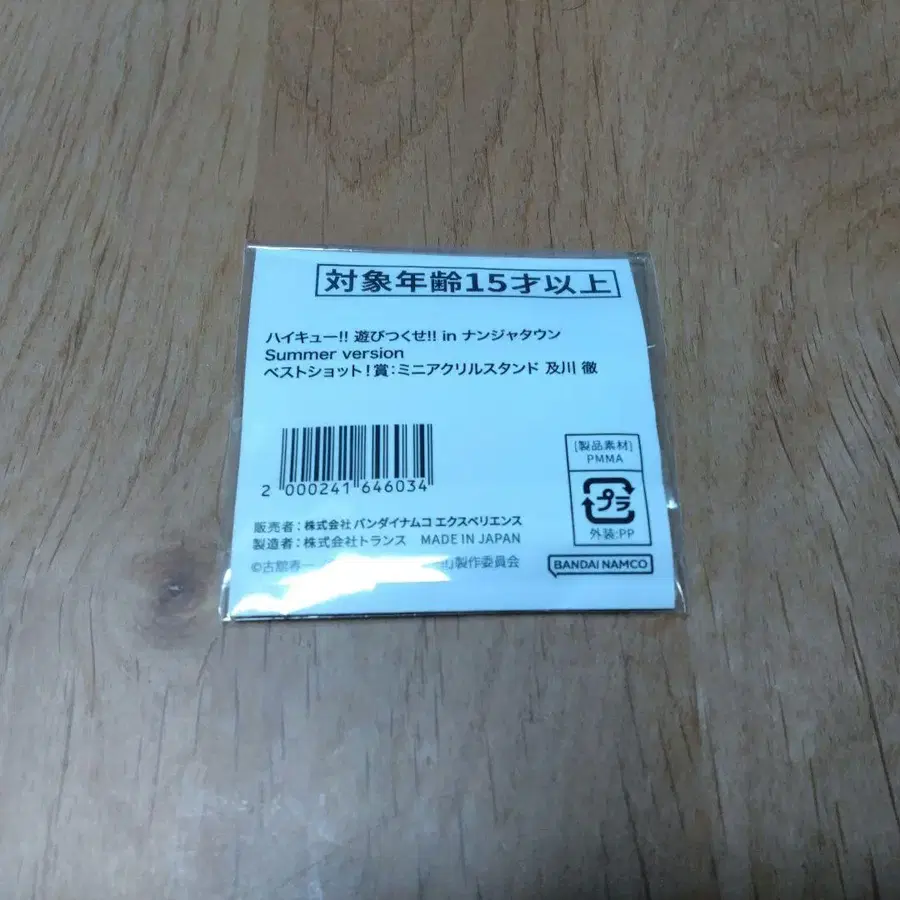 対象年齢15才以上
ハイキュー!! 遊びつくせ!! in ナンジャタウン
Summer version
ベストショット!賞:ミニアクリルスタンド 及川 徹
2 000241 646034
[製品素材]
PMMA
プラ
外装:PP
販売者:株式会社 バンダイナムコ エクスペリエンス
製造者:株式会社トランス MADE IN JAPAN
©古舘春一 製作委員会
BANDAI NAMCO